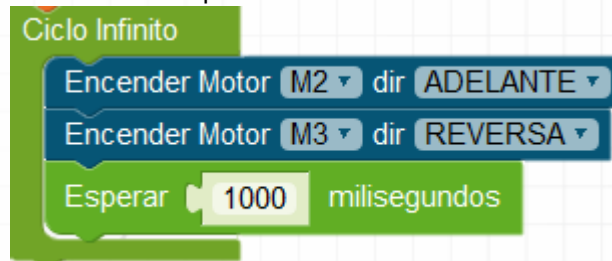 Ciclo Infinito
Encender Motor M2 dir ADELANTE
Encender Motor M3 dir REVERSA
Esperar 1000 milisegundos